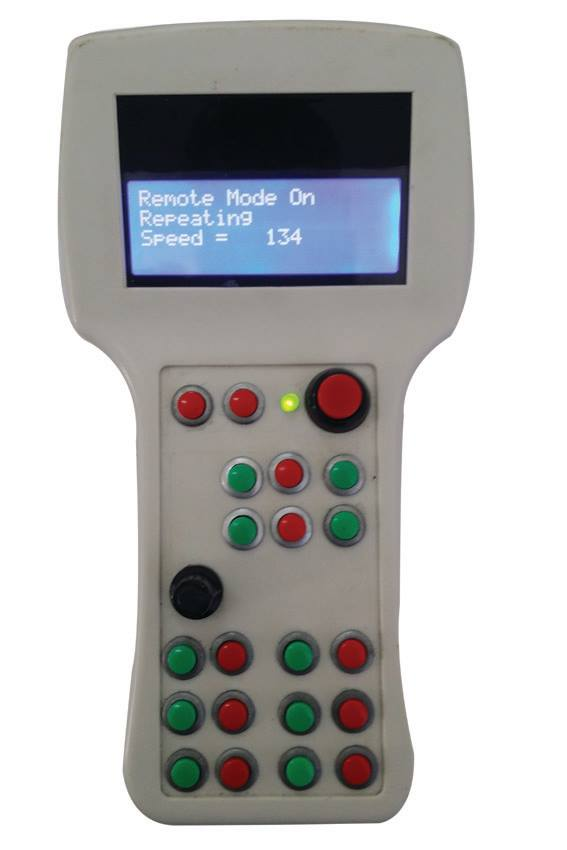 Remote Mode On
Repeating
Speed = 134